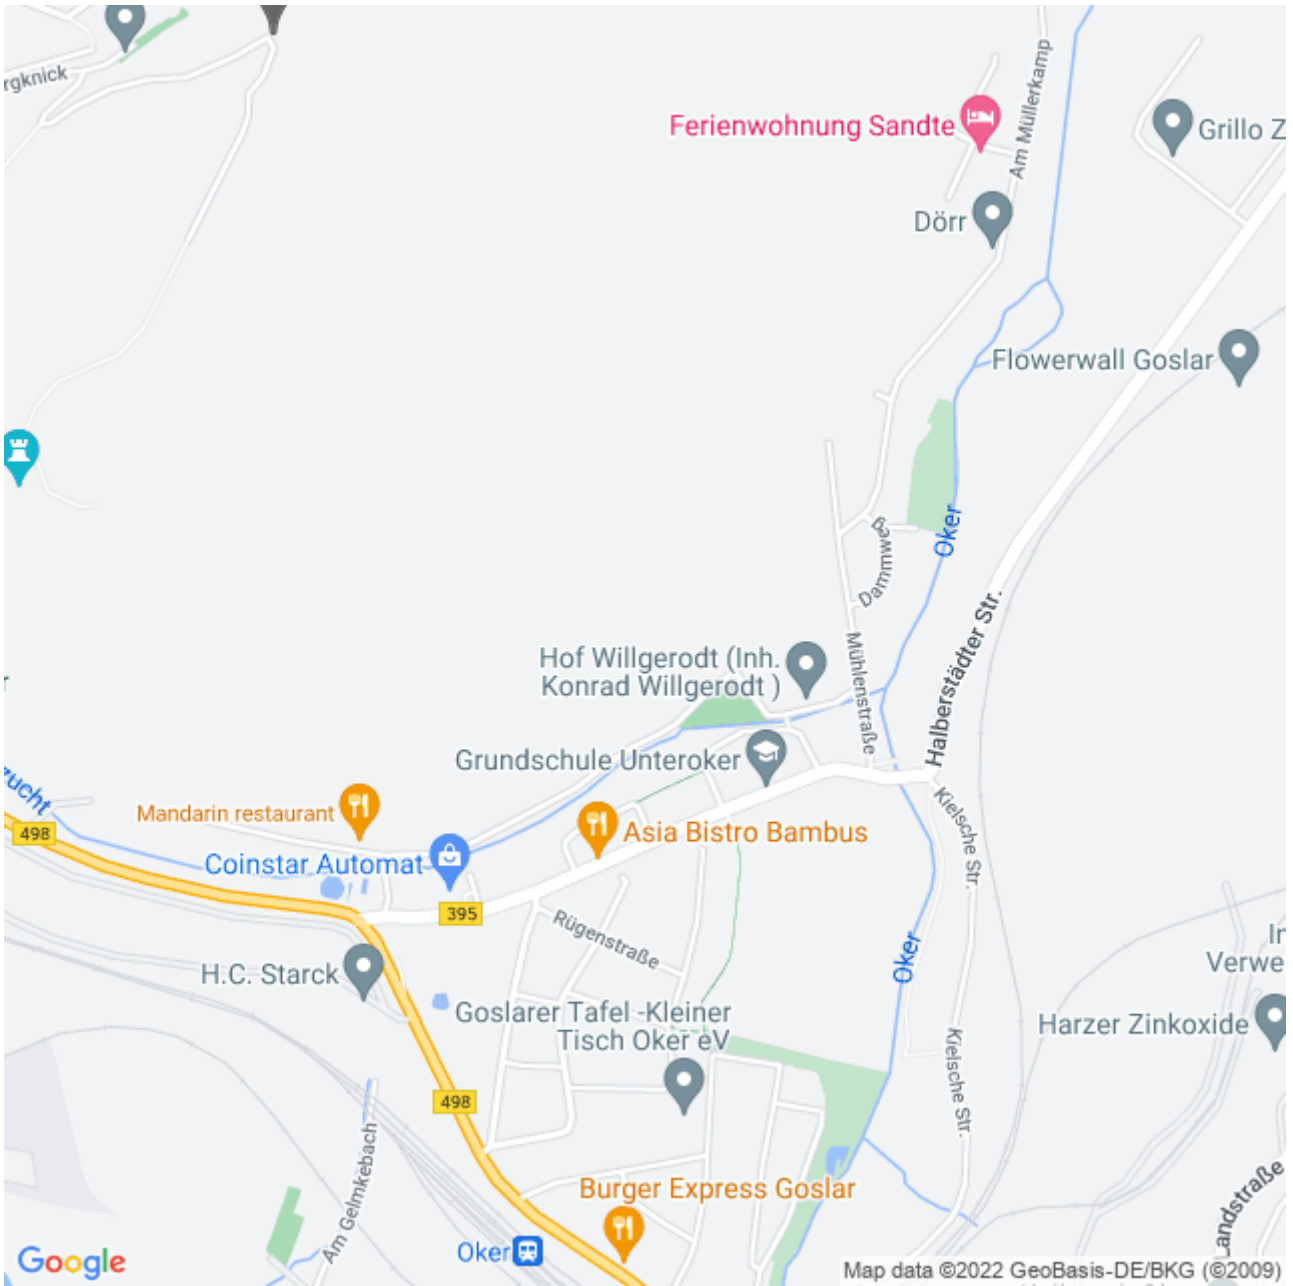 rgknick
Am Müllerkamp
Ferienwohnung Sandte
Grillo Z
Dörr
Flowerwall Goslar
Oker
Dammweg
Halberstädter Str.
Mühlenstraße
Hof Willgerodt (Inh.
Konrad Willgerodt )
r
Grundschule Unteroker
zucht
498
Mandarin restaurant
Asia Bistro Bambus
Kielsche Str.
Coinstar Automat
395
Rügenstraße
Oker
In
Verwe
H.C. Starck
Goslarer Tafel -Kleiner
Tisch Oker eV
Harzer Zinkoxide
Kielsche Str.
498
Am Gelmkebach
Burger Express Goslar
Landstraße
Oker
Google
Map data ©2022 GeoBasis-DE/BKG (©2009)